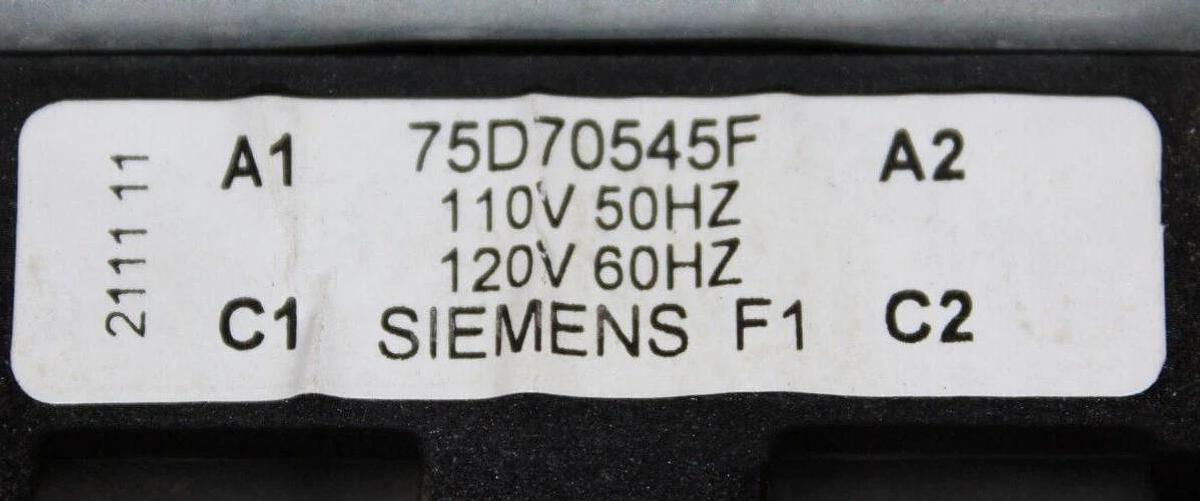 2111 11
A1 75D70545F A2
110V 50HZ
120V 60HZ
C1 SIEMENS F1 C2